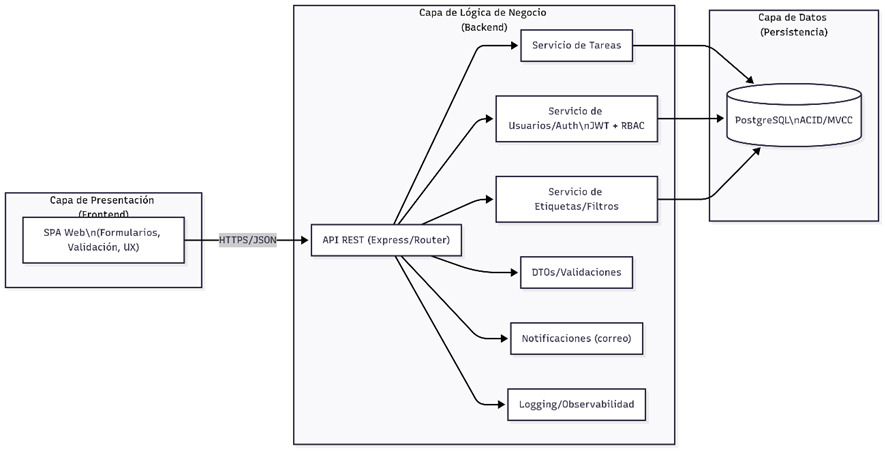 Capa de Presentación
(Frontend)
SPA Web\n(Formularios,
Validación, UX)
HTTPS/JSON
Capa de Lógica de Negocio
(Backend)
API REST (Express/Router)
Servicio de Tareas
Servicio de
Usuarios/Auth\nJWT + RBAC
Servicio de
Etiquetas/Filtros
DTOs/Validaciones
Notificaciones (correo)
Logging/Observabilidad
Capa de Datos
(Persistencia)
PostgreSQL\nACID/MVCC